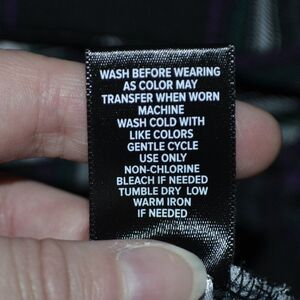 WASH BEFORE WEARING
AS COLOR MAY
TRANSFER WHEN WORN
MACHINE
WASH COLD WITH
LIKE COLORS
GENTLE CYCLE
USE ONLY
NON-CHLORINE
BLEACH IF NEEDED
TUMBLE DRY LOW
WARM IRON
IF NEEDED